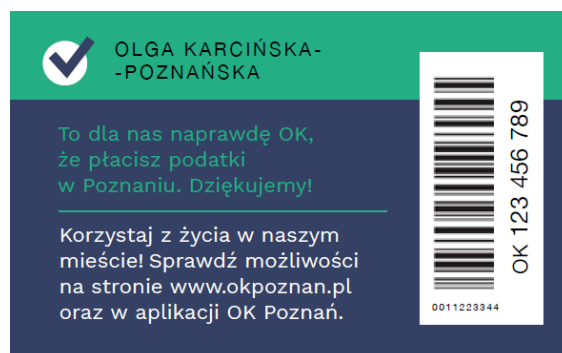 OLGA KARCIŃSKA-
-POZNAŃSKA
To dla nas naprawdę OK,
że płacisz podatki
w Poznaniu. Dziękujemy!
Korzystaj z życia w naszym
mieście! Sprawdź możliwości
na stronie www.okpoznan.pl
oraz w aplikacji OK Poznań.
OK 123 456 789
0011223344